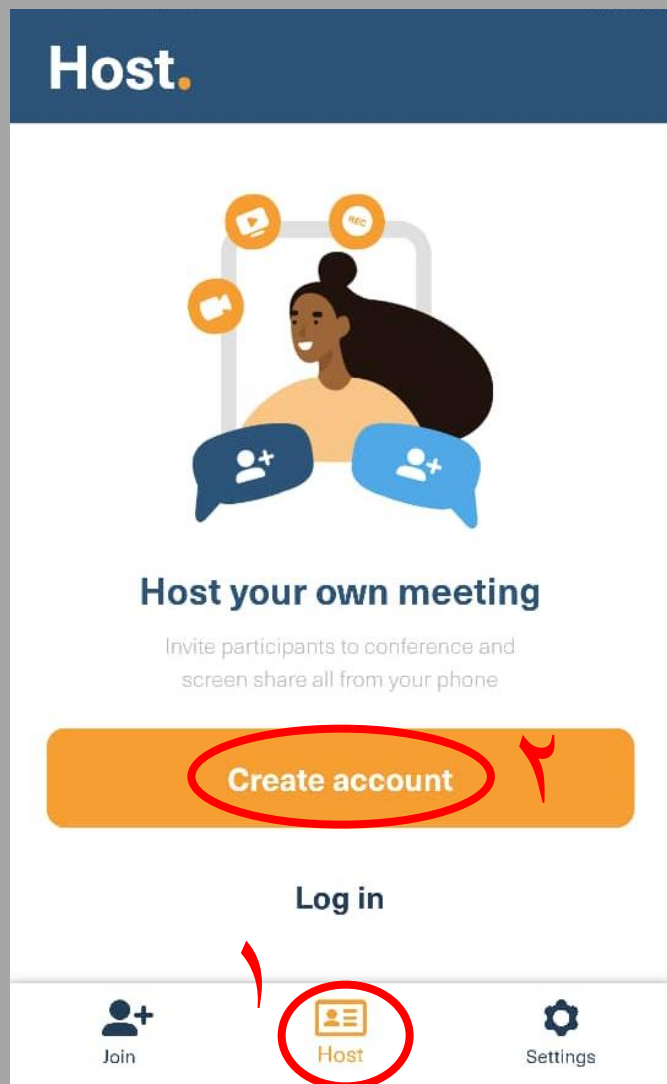 Host.
REC
Host your own meeting
Invite participants to conference and
screen share all from your phone
Create account
٢
Log in
١
Join
Host
Settings